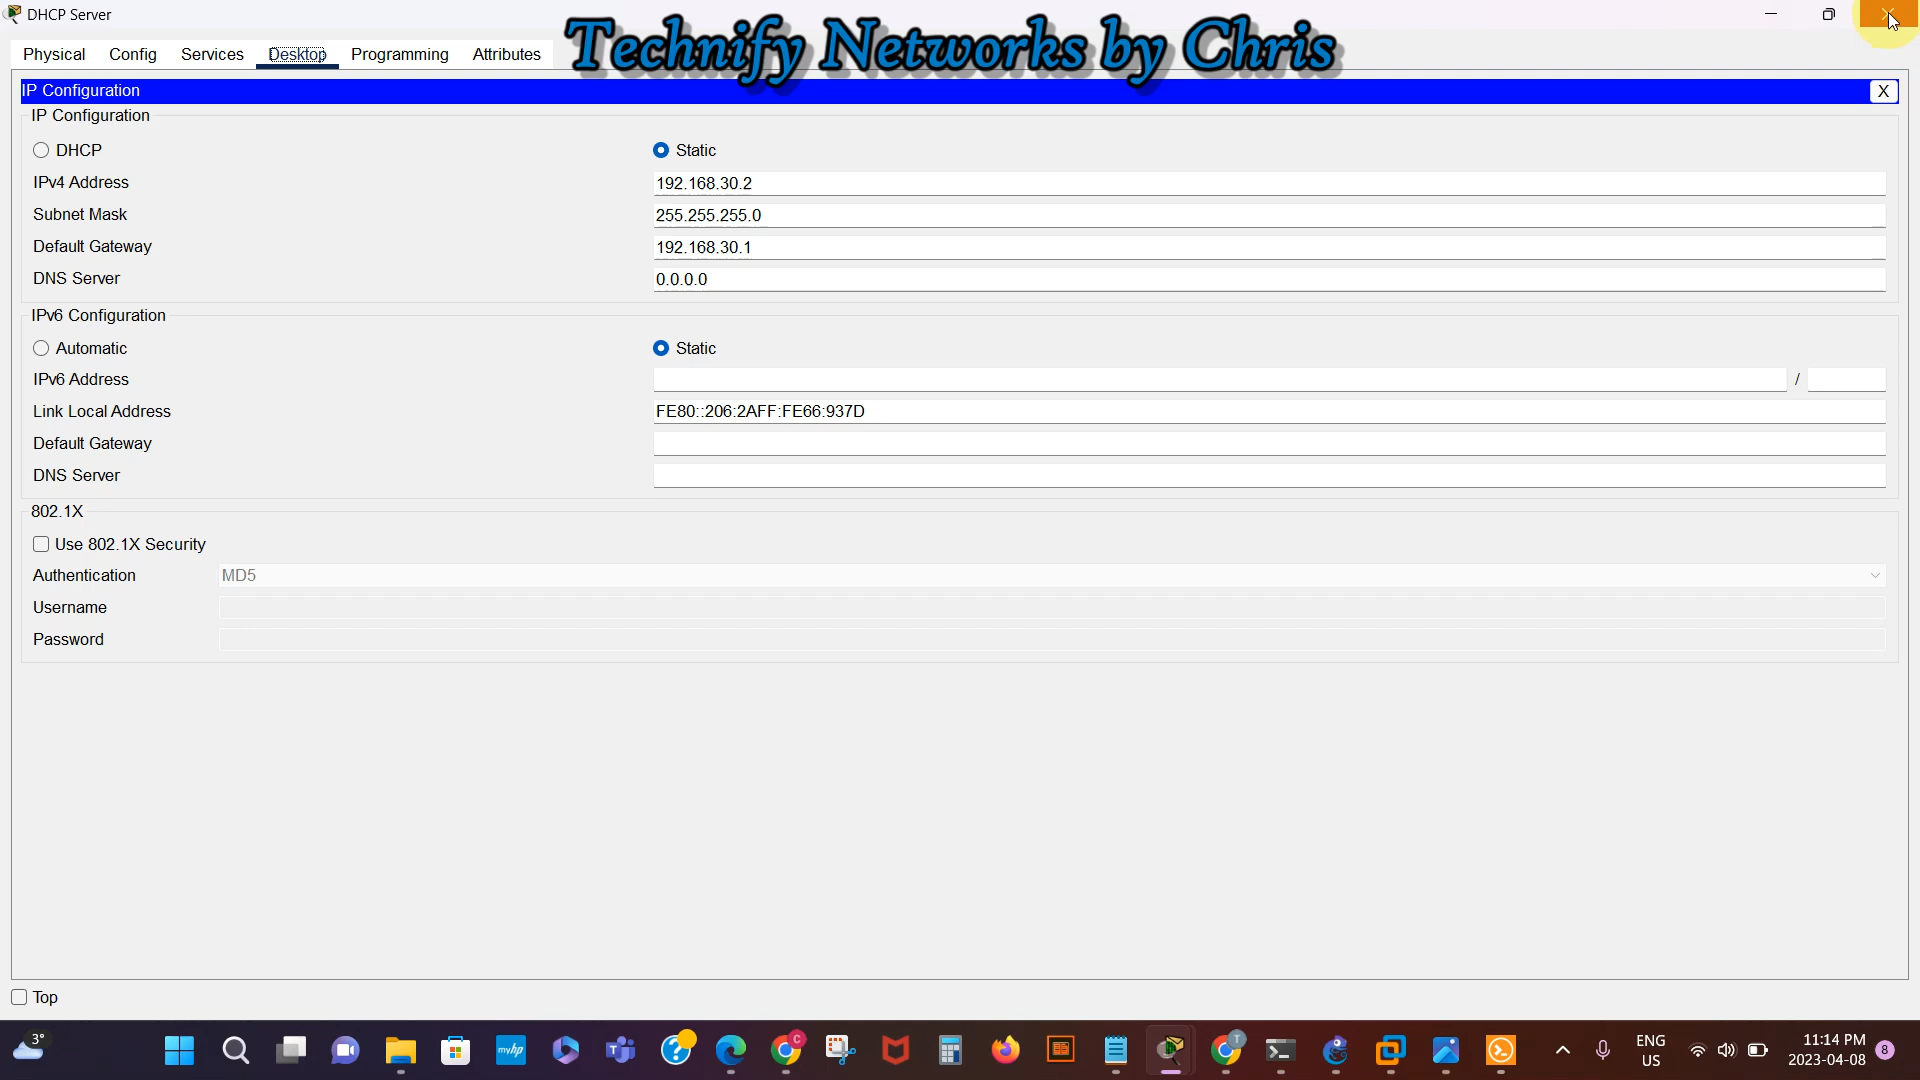 DHCP Server
Technify Networks by Chris
Physical Config Services Desktop Programming Attributes
IP Configuration
X
IP Configuration
DHCP Static
IPv4 Address 192.168.30.2
Subnet Mask 255.255.255.0
Default Gateway 192.168.30.1
DNS Server 0.0.0.0
IPv6 Configuration
Automatic Static
IPv6 Address /
Link Local Address FE80::206:2AFF:FE66:937D
Default Gateway
DNS Server
802.1X
Use 802.1X Security
Authentication MD5
Username
Password
Top
3°
myhp
C
T
ENG
US
11:14 PM
2023-04-08
8